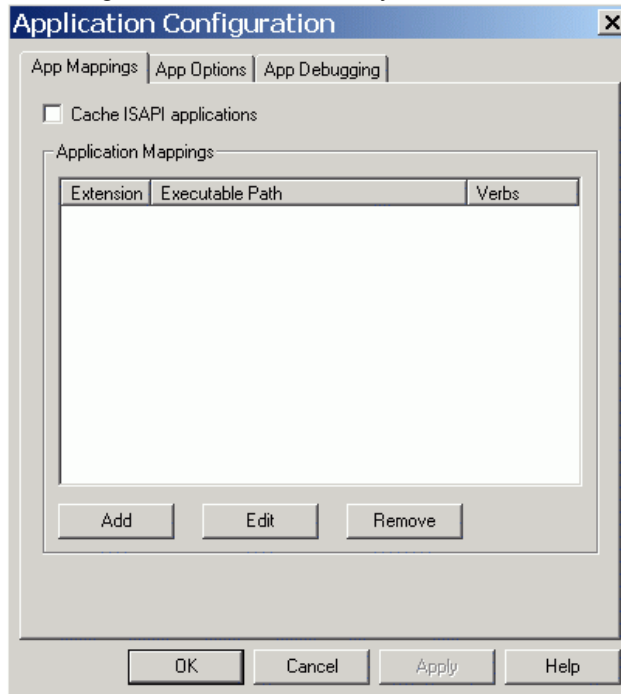 Application Configuration
App Mappings App Options App Debugging
Cache ISAPI applications
Application Mappings
Extension Executable Path Verbs
Add Edit Remove
OK Cancel Apply Help